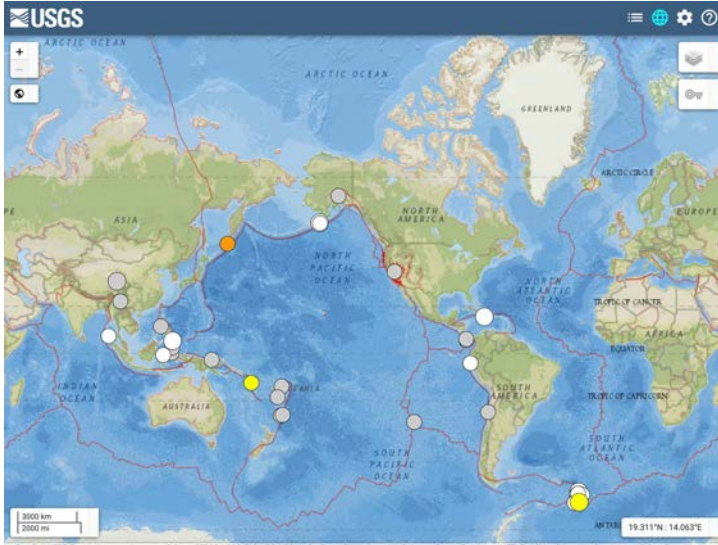 USGS
ARCTIC OCEAN
ARCTIC OCEAN
GREENLAND
ARCTIC CIRCLE
ASIA
NORTH
AMERICA
EUROPE
NORTH
PACIFIC
OCEAN
NORTH
ATLANTIC
OCEAN
TROPIC OF CANCER
AFRICA
EQUATOR
INDIAN
OCEAN
AUSTRALIA
SOUTH
AMERICA
TROPIC OF CAPRICORN
SOUTH
PACIFIC
OCEAN
SOUTH
ATLANTIC
OCEAN
3000 km
2000 mi
19.311°N : 14.063°E